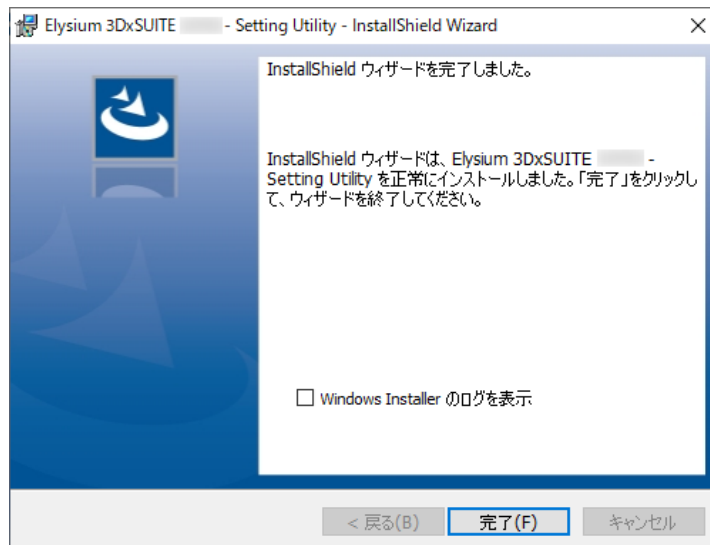 Elysium 3DxSUITE - Setting Utility - InstallShield Wizard
InstallShield ウィザードを完了しました。
InstallShield ウィザードは、Elysium 3DxSUITE -
Setting Utility を正常にインストールしました。「完了」をクリックし
て、ウィザードを終了してください。
Windows Installer のログを表示
< 戻る(B)
完了(F)
キャンセル